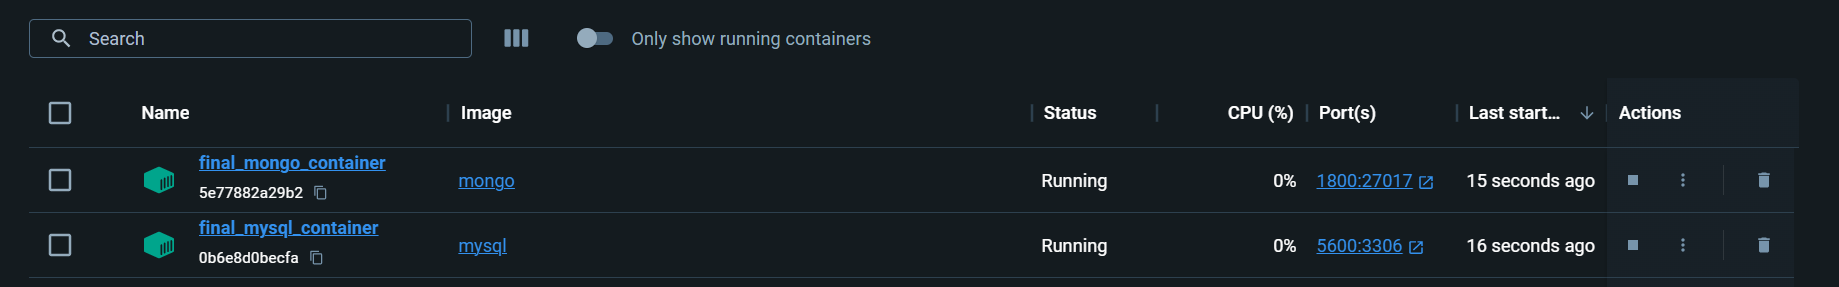 Search
Only show running containers
Name Image Status CPU (%) Port(s) Last start... Actions
final_mongo_container
5e77882a29b2
mongo Running 0% 1800:27017 15 seconds ago
final_mysql_container
0b6e8d0becfa
mysql Running 0% 5600:3306 16 seconds ago